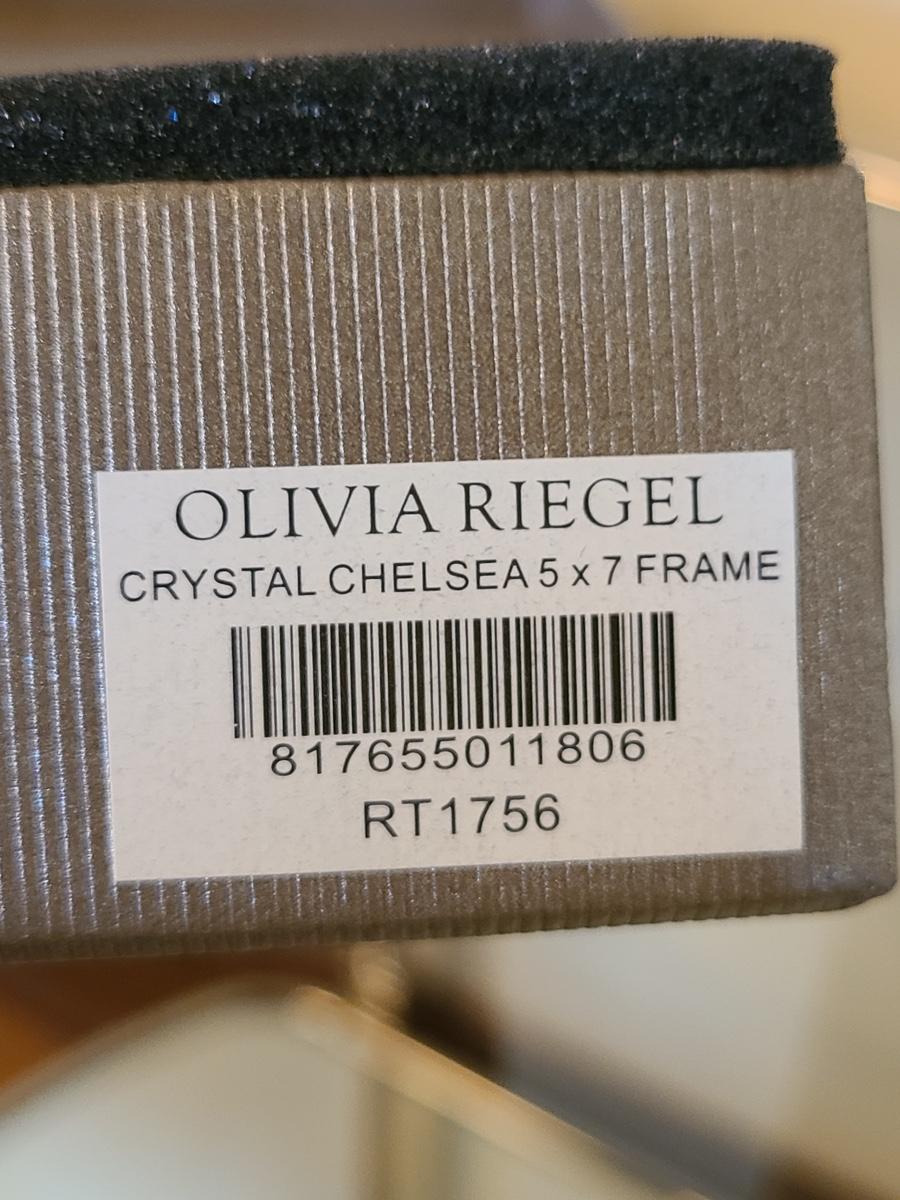 OLIVIA RIEGEL
CRYSTAL CHELSEA 5 x 7 FRAME
817655011806
RT1756